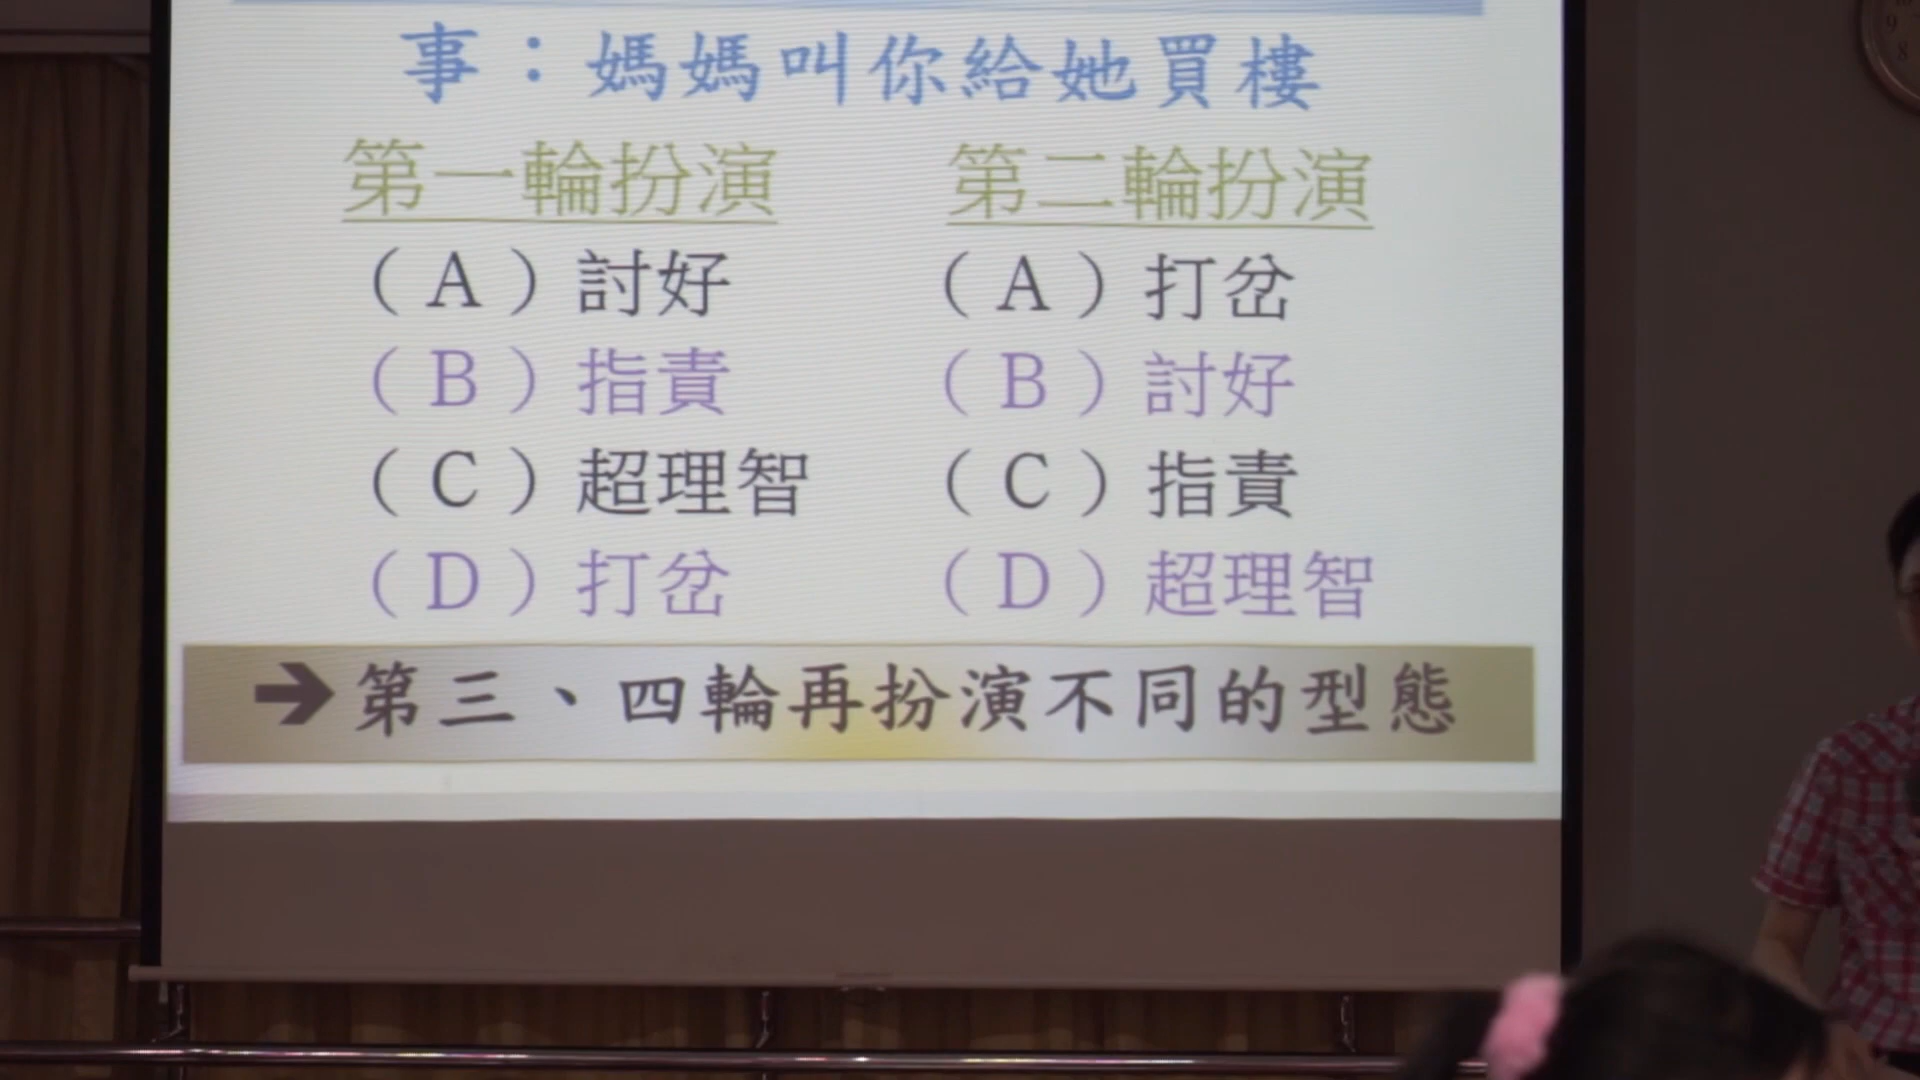 事：媽媽叫你給她買樓
第一輪扮演
（A）討好
（B）指責
（C）超理智
（D）打岔
第二輪扮演
（A）打岔
（B）討好
（C）指責
（D）超理智
➔第三、四輪再扮演不同的型態
9
8